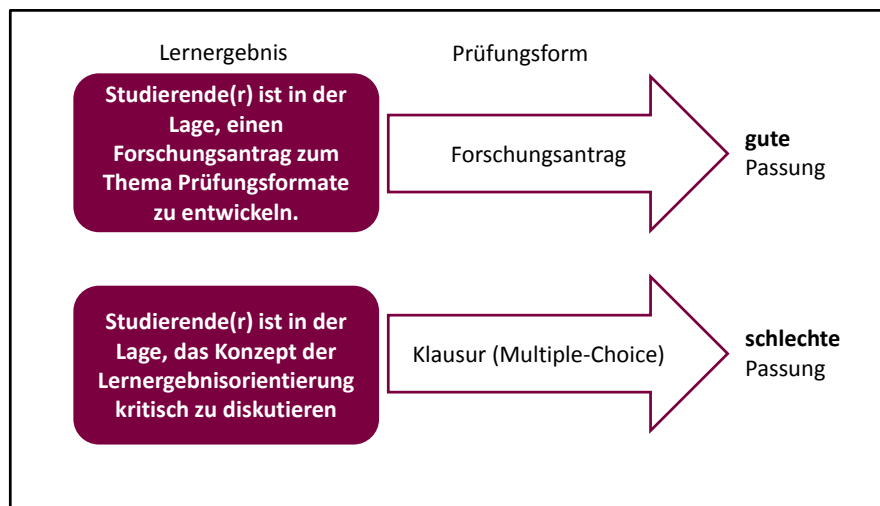 Lernergebnis
Prüfungsform
Studierende(r) ist in der
Lage, einen
Forschungsantrag zum
Thema Prüfungsformate
zu entwickeln.
Forschungsantrag
gute
Passung
Studierende(r) ist in der
Lage, das Konzept der
Lernergebnisorientierung
kritisch zu diskutieren
Klausur (Multiple-Choice)
schlechte
Passung